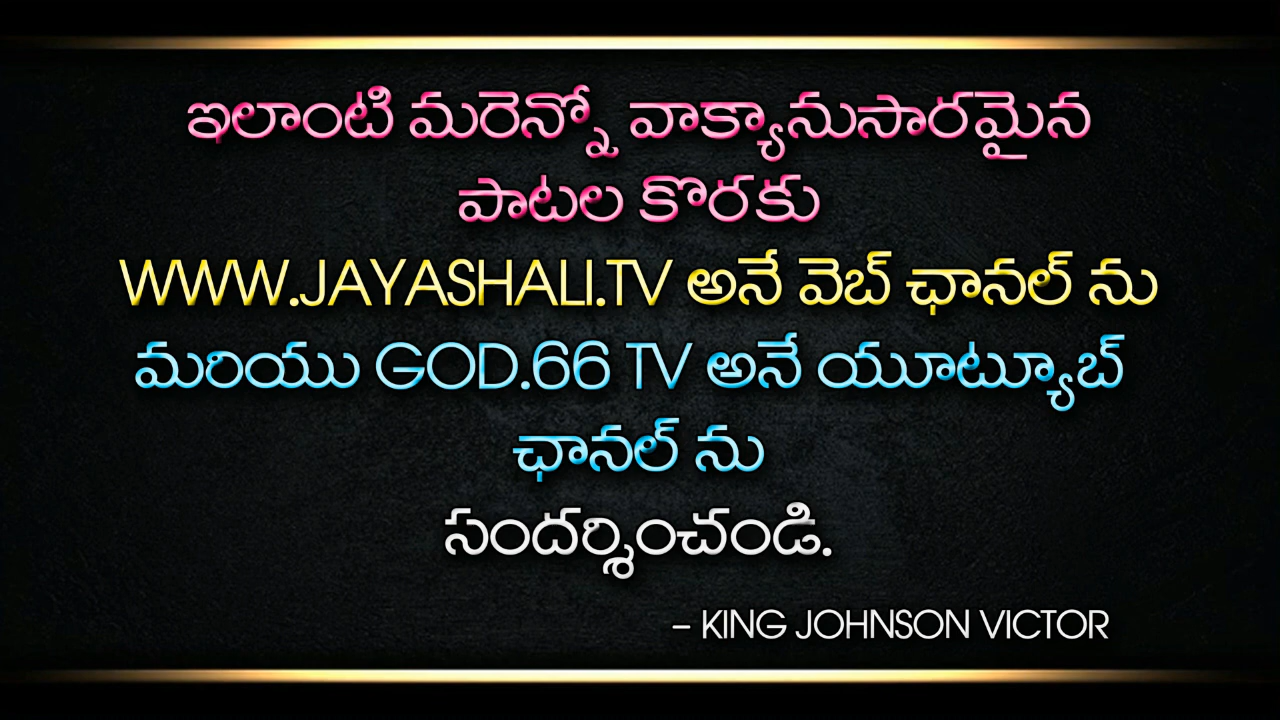 ఇలాంటి మరెన్నో వాక్యానుసారమైన
పాటల కొరకు
WWW.JAYASHALI.TV అనే వెబ్ ఛానల్ ను
మరియు GOD.66 TV అనే యూట్యూబ్
ఛానల్ ను
సందర్శించండి.
– KING JOHNSON VICTOR